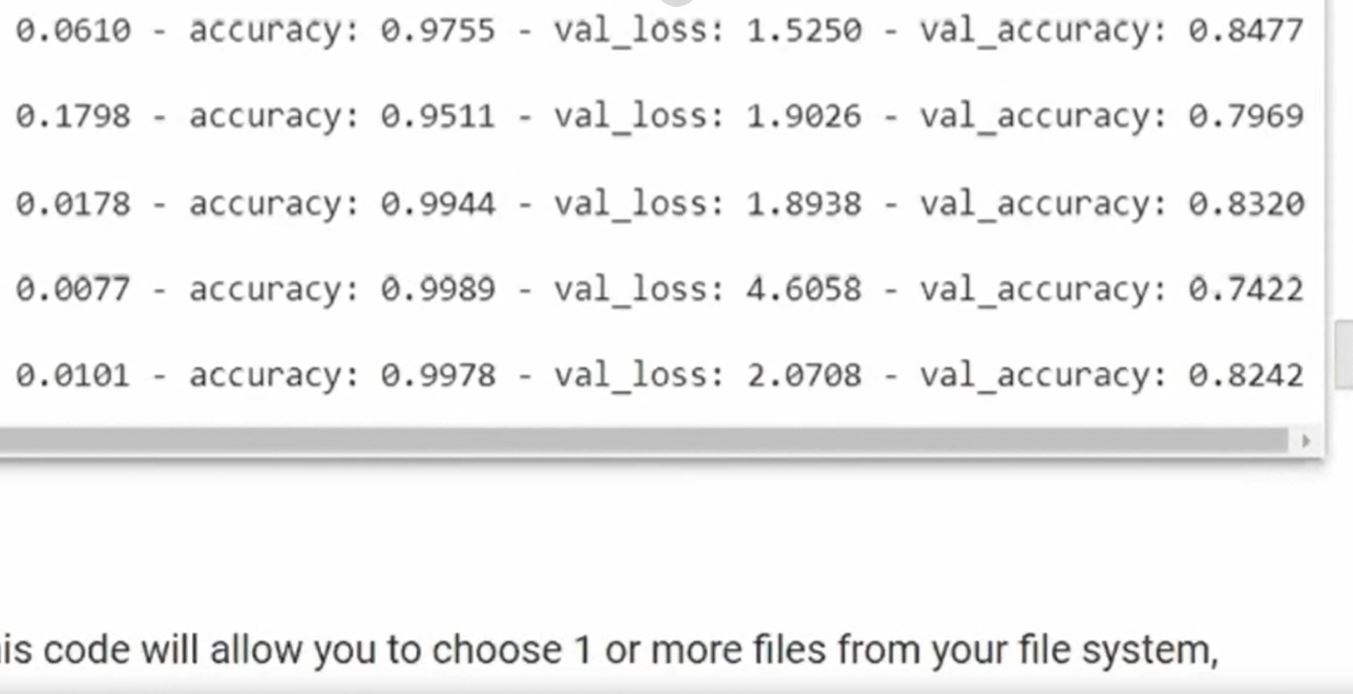 0.0610 - accuracy: 0.9755 - val_loss: 1.5250 - val_accuracy: 0.8477
0.1798 - accuracy: 0.9511 - val_loss: 1.9026 - val_accuracy: 0.7969
0.0178 - accuracy: 0.9944 - val_loss: 1.8938 - val_accuracy: 0.8320
0.0077 - accuracy: 0.9989 - val_loss: 4.6058 - val_accuracy: 0.7422
0.0101 - accuracy: 0.9978 - val_loss: 2.0708 - val_accuracy: 0.8242
is code will allow you to choose 1 or more files from your file system,